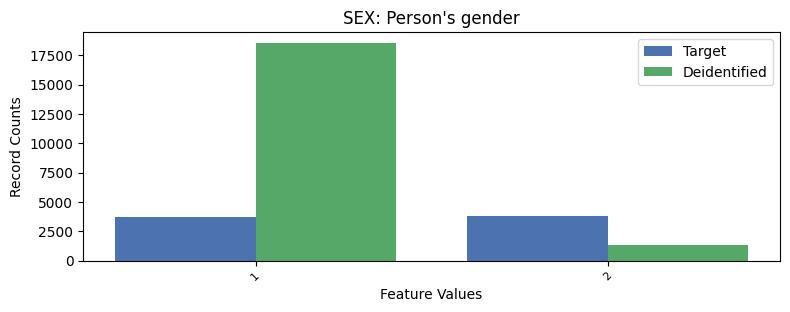 SEX: Person's gender
Target
Deidentified
17500
15000
12500
10000
7500
5000
2500
0
Record Counts
1
2
Feature Values